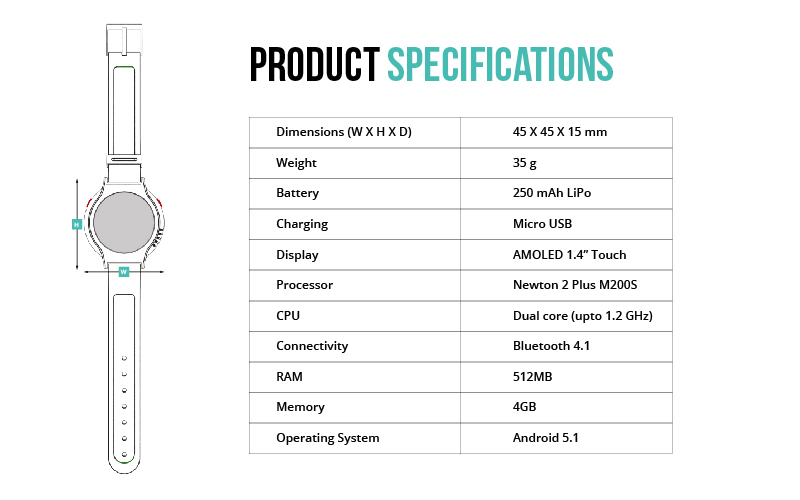 PRODUCT SPECIFICATIONS
Dimensions (W X H X D) 45 X 45 X 15 mm
Weight 35 g
Battery 250 mAh LiPo
Charging Micro USB
Display AMOLED 1.4” Touch
Processor Newton 2 Plus M200S
CPU Dual core (upto 1.2 GHz)
Connectivity Bluetooth 4.1
RAM 512MB
Memory 4GB
Operating System Android 5.1
H
W